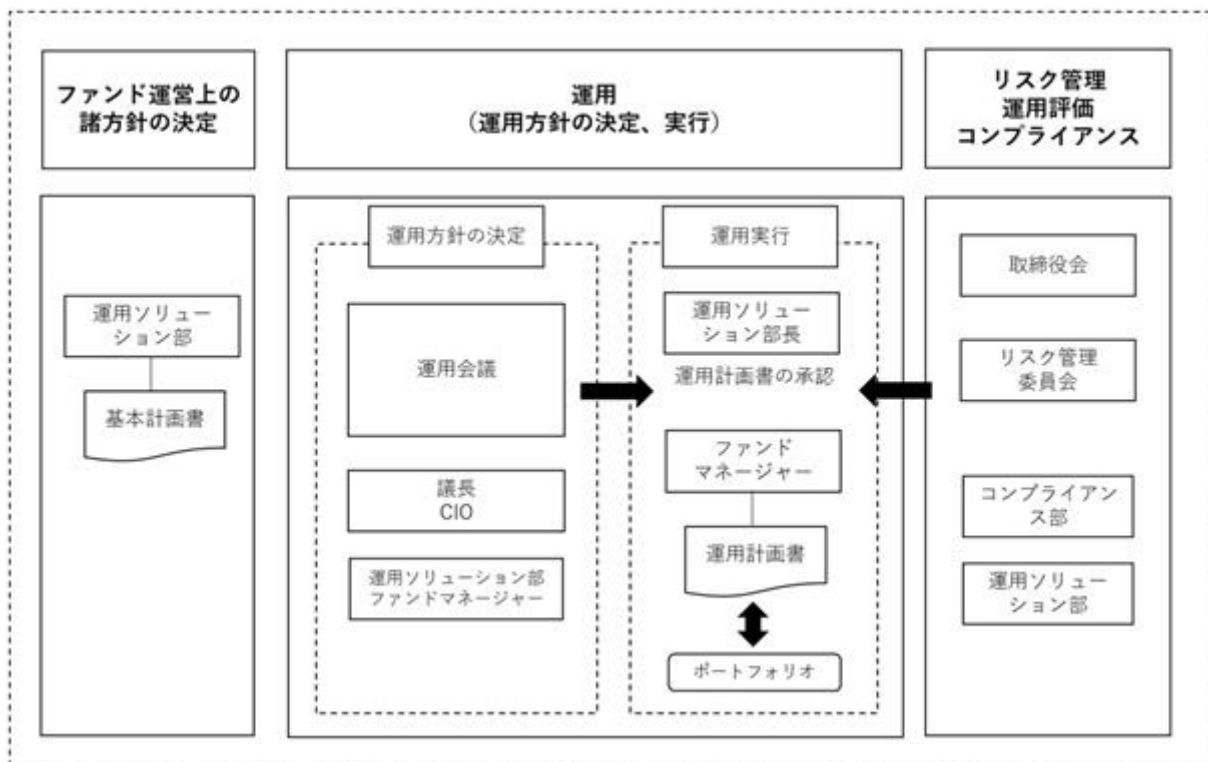 ファンド運営上の
諸方針の決定
運用
（運用方針の決定、実行）
リスク管理
運用評価
コンプライアンス
運用ソリュー
ション部
基本計画書
運用方針の決定
運用会議
議長
CIO
運用ソリューション部
ファンドマネージャー
運用実行
運用ソリュー
ション部長
運用計画書の承認
ファンド
マネージャー
運用計画書
ポートフォリオ
取締役会
リスク管理
委員会
コンプライアン
ス部
運用ソリュー
ション部